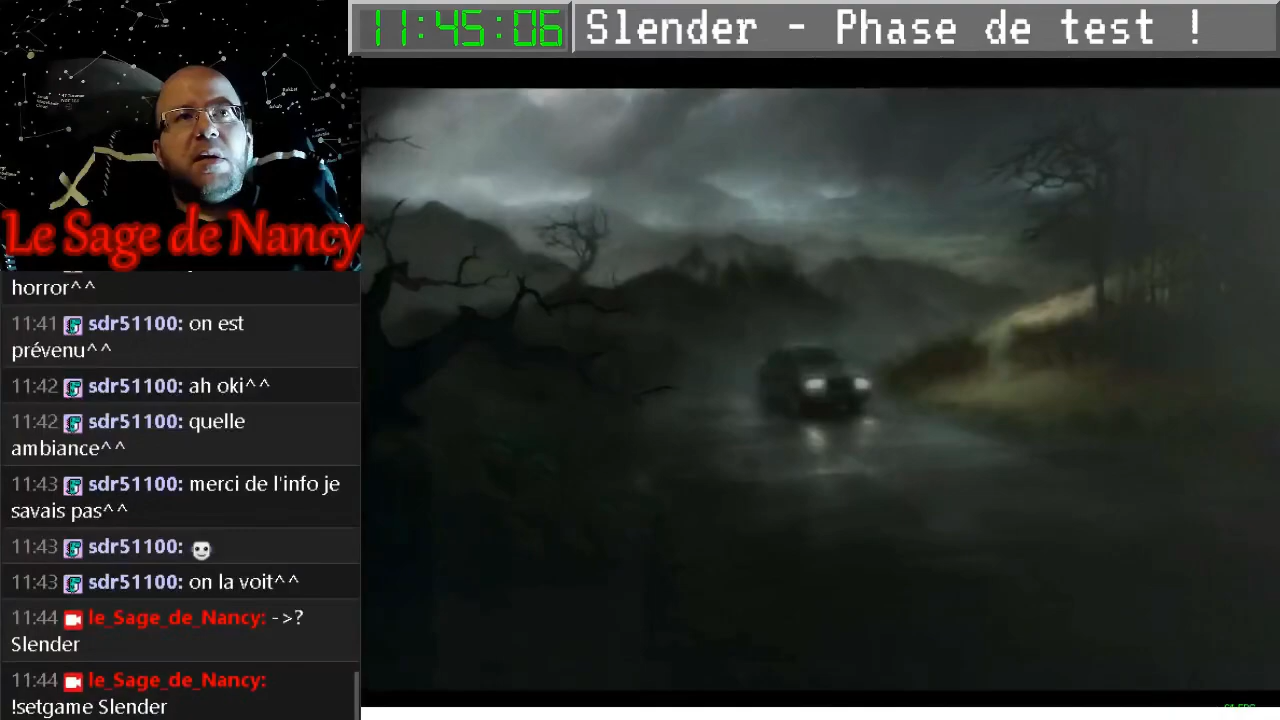 11:45:06
Slender - Phase de test !
Le Sage de Nancy
horror^^
11:41 sdr51100: on est
prévenu^^
11:42 sdr51100: ah oki^^
11:42 sdr51100: quelle
ambiance^^
11:43 sdr51100: merci de l'info je
savais pas^^
11:43 sdr51100:
11:43 sdr51100: on la voit^^
11:44 le_Sage_de_Nancy: ->?
Slender
11:44 le_Sage_de_Nancy:
!setgame Slender